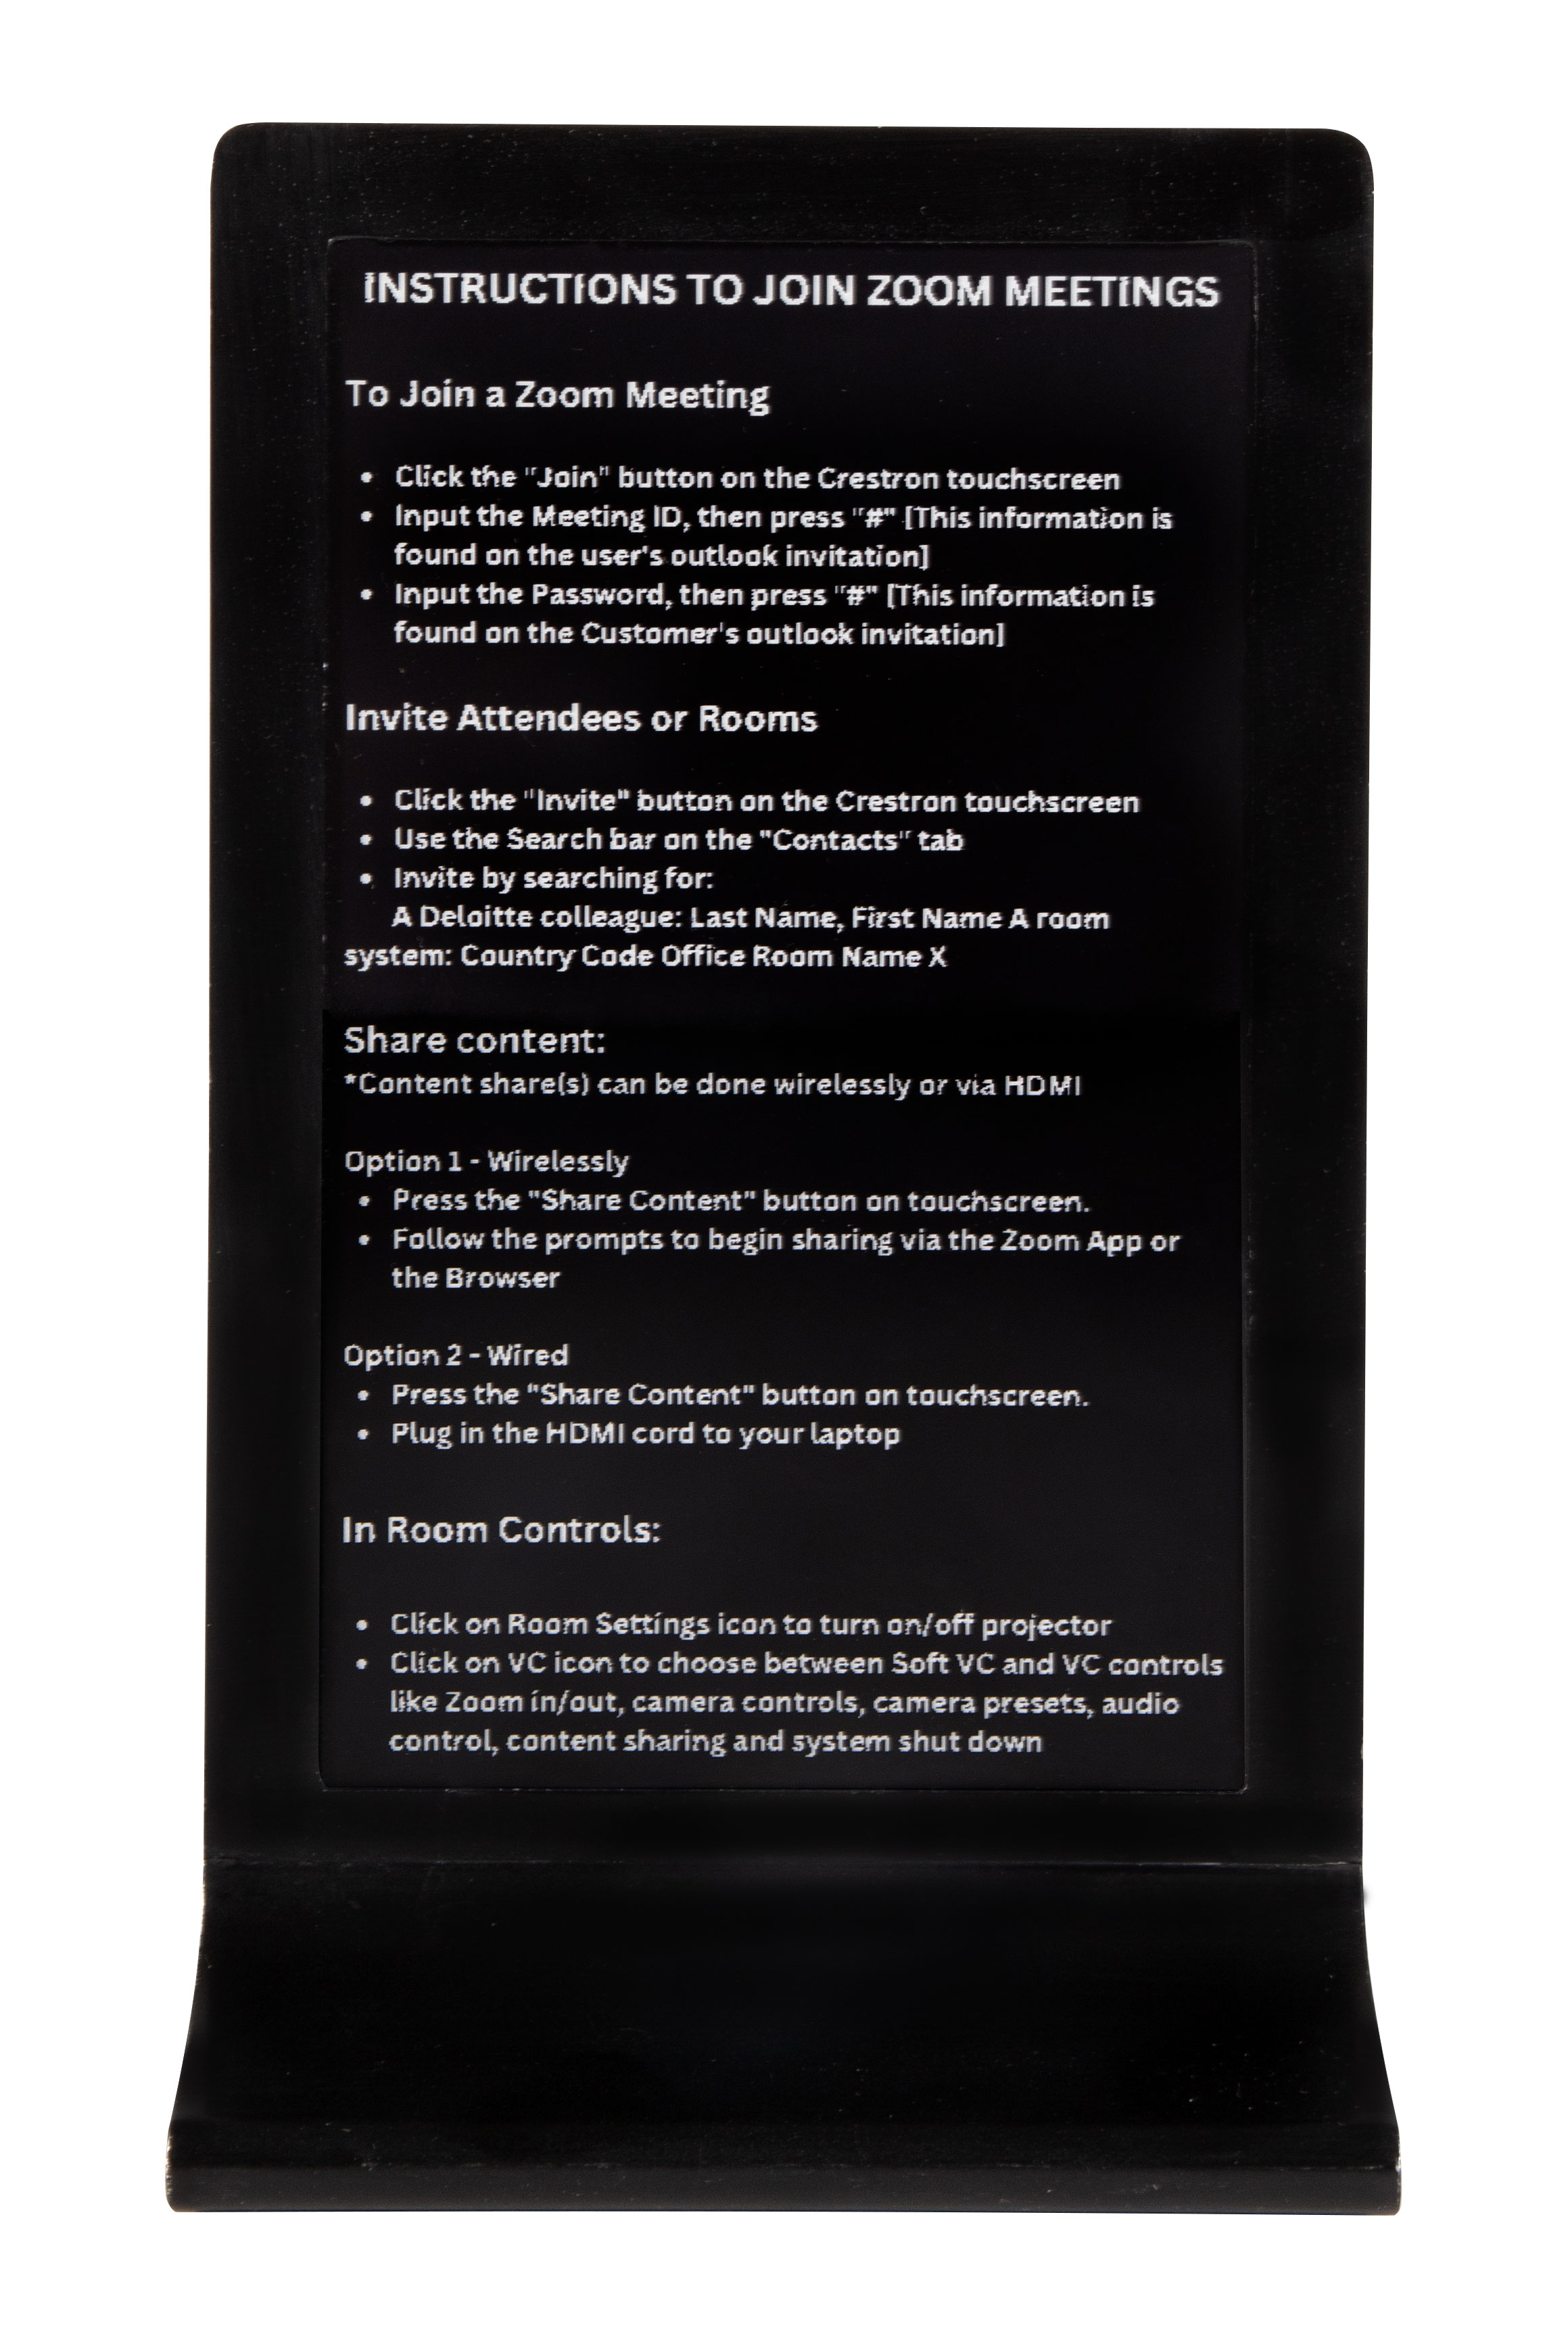 INSTRUCTIONS TO JOIN ZOOM MEETINGS
To Join a Zoom Meeting
• Click the "Join" button on the Crestron touchscreen
• Input the Meeting ID, then press "#" [This information is
found on the user's outlook invitation]
• Input the Password, then press "#" [This information is
found on the Customer's outlook invitation]
Invite Attendees or Rooms
• Click the "Invite" button on the Crestron touchscreen
• Use the Search bar on the "Contacts" tab
• Invite by searching for:
A Deloitte colleague: Last Name, First Name A room
system: Country Code Office Room Name X
Share content:
*Content share(s) can be done wirelessly or via HDMI
Option 1 - Wirelessly
• Press the "Share Content" button on touchscreen.
• Follow the prompts to begin sharing via the Zoom App or
the Browser
Option 2 - Wired
• Press the "Share Content" button on touchscreen.
• Plug in the HDMI cord to your laptop
In Room Controls:
• Click on Room Settings icon to turn on/off projector
• Click on VC icon to choose between Soft VC and VC controls
like Zoom in/out, camera controls, camera presets, audio
control, content sharing and system shut down